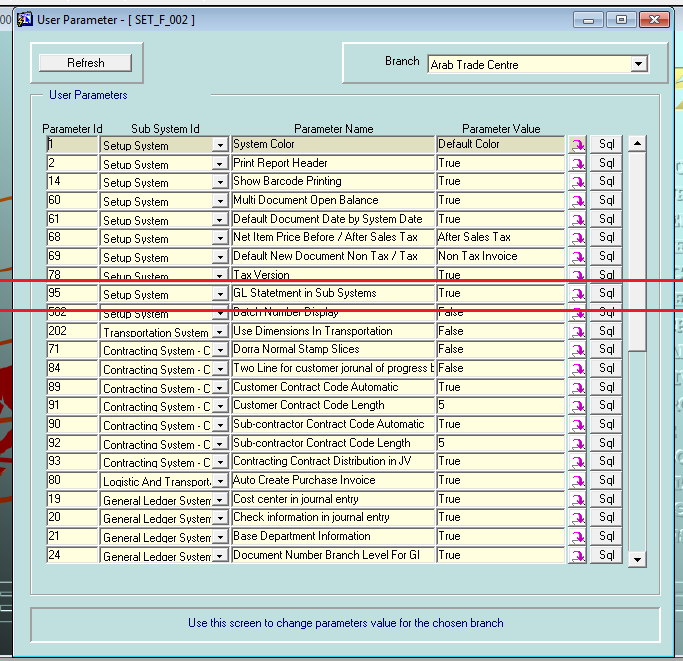 00 User Parameter - [ SET_F_002 ]
Refresh Branch Arab Trade Centre
User Parameters
Parameter Id Sub System Id Parameter Name Parameter Value
1 Setup System System Color Default Color Sql
2 Setup System Print Report Header True Sql
14 Setup System Show Barcode Printing True Sql
60 Setup System Multi Document Open Balance True Sql
61 Setup System Default Document Date by System Date True Sql
68 Setup System Net Item Price Before / After Sales Tax After Sales Tax Sql
69 Setup System Default New Document Non Tax / Tax Non Tax Invoice Sql
78 Setup System Tax Version True Sql
95 Setup System GL Statetment in Sub Systems True Sql
502 Setup System Batch Number Display False Sql
202 Transportation System Use Dimensions In Transportation False Sql
71 Contracting System - C Dorra Normal Stamp Slices False Sql
84 Contracting System - C Two Line for customer jorunal of progress b False Sql
89 Contracting System - C Customer Contract Code Automatic True Sql
91 Contracting System - C Customer Contract Code Length 5 Sql
90 Contracting System - C Sub-contractor Contract Code Automatic True Sql
92 Contracting System - C Sub-contractor Contract Code Length 5 Sql
93 Contracting System - C Contracting Contract Distribution in JV True Sql
80 Logistic And Transport. Auto Create Purchase Invoice True Sql
19 General Ledger System Cost center in journal entry True Sql
20 General Ledger System Check information in journal entry True Sql
21 General Ledger System Base Department Information True Sql
24 General Ledger System Document Number Branch Level For Gl True Sql
Use this screen to change parameters value for the chosen branch